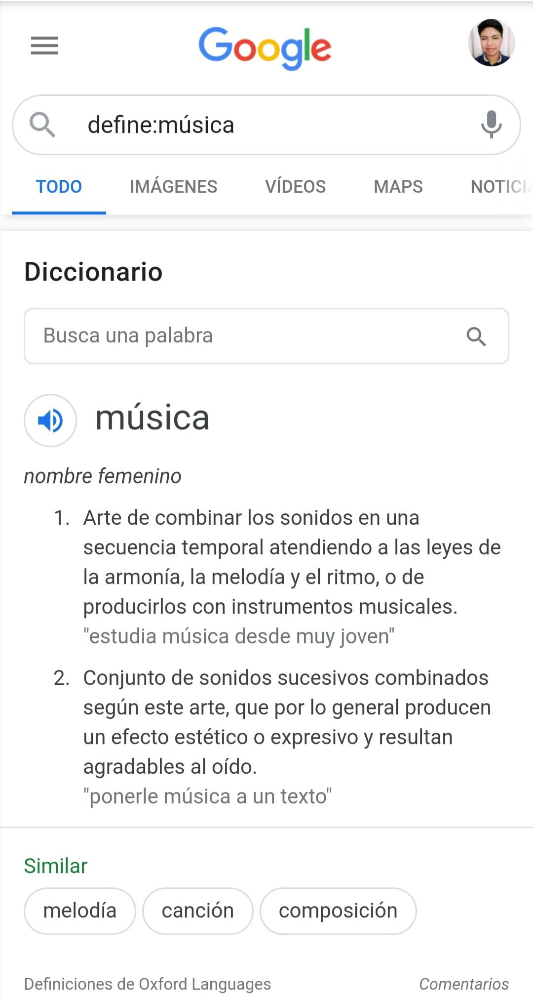 Google
define:música
TODO IMÁGENES VÍDEOS MAPS NOTICIA
Diccionario
Busca una palabra
música
nombre femenino
1. Arte de combinar los sonidos en una
secuencia temporal atendiendo a las leyes de
la armonía, la melodía y el ritmo, o de
producirlos con instrumentos musicales.
"estudia música desde muy joven"
2. Conjunto de sonidos sucesivos combinados
según este arte, que por lo general producen
un efecto estético o expresivo y resultan
agradables al oído.
"ponerle música a un texto"
Similar
melodía canción composición
Definiciones de Oxford Languages Comentarios